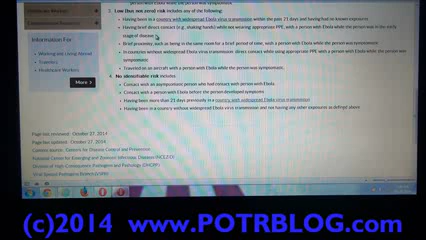 Healthcare Workers
person with Ebola while the person was symptomatic
3. Low (but not zero) risk includes any of the following:
Having been in a country with widespread Ebola virus transmission within the past 21 days and having had no known exposures
Having had direct contact (e.g., shaking hands) while not wearing appropriate PPE, with a person with Ebola while the person was in the early
stage of disease
Brief proximity, such as being in the same room for a brief period of time, with a person with Ebola while the person was symptomatic
In countries without widespread Ebola virus transmission: direct contact while using appropriate PPE with a person with Ebola while the person was
symptomatic
Traveled on an aircraft with a person with Ebola while the person was symptomatic
4. No identifiable risk includes:
Contact with an asymptomatic person who had contact with person with Ebola
Contact with a person with Ebola before the person developed symptoms
Having been more than 21 days previously in a country with widespread Ebola virus transmission
Having been in a country without widespread Ebola virus transmission and not having any other exposures as defined above
Information For
Working and Living Abroad
Travelers
Healthcare Workers
More
Page last reviewed: October 27, 2014
Page last updated: October 27, 2014
Content source: Centers for Disease Control and Prevention
National Center for Emerging and Zoonotic Infectious Diseases (NCEZID)
Division of High-Consequence Pathogens and Pathology (DHCPP)
Viral Special Pathogens Branch (VSPB)
(c)2014 www.POTRBLOG.com